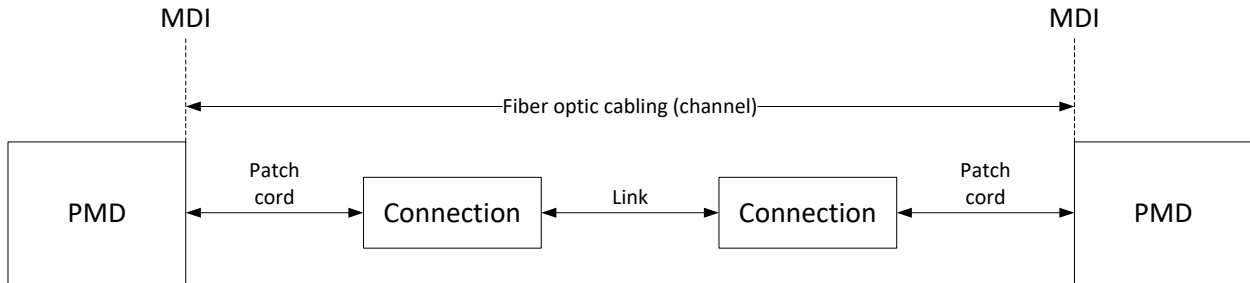 MDI
MDI
Fiber optic cabling (channel)
Patch
cord
Patch
cord
PMD
Connection
Link
Connection
PMD